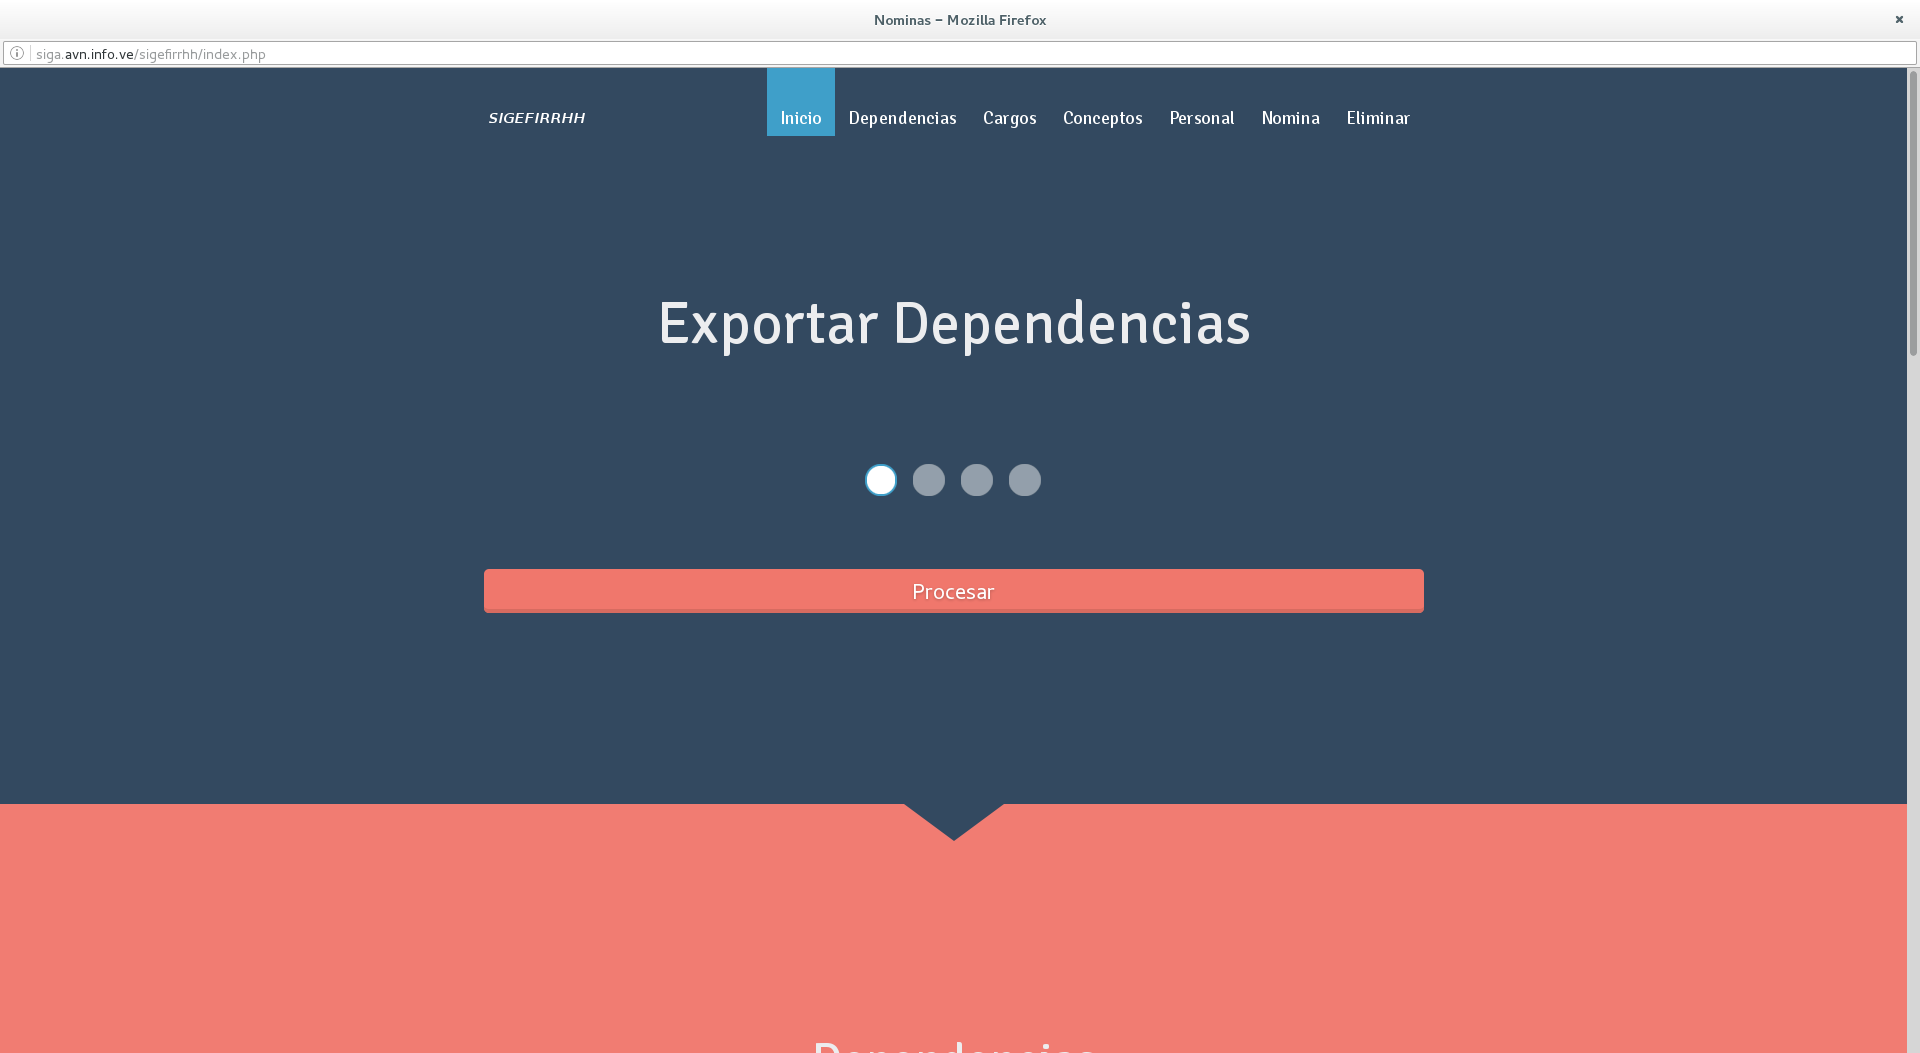 Nominas – Mozilla Firefox
siga.avn.info.ve/sigefirrhh/index.php
SIGEFIRRHH
Inicio Dependencias Cargos Conceptos Personal Nomina Eliminar
Exportar Dependencias
Procesar
Dependencias